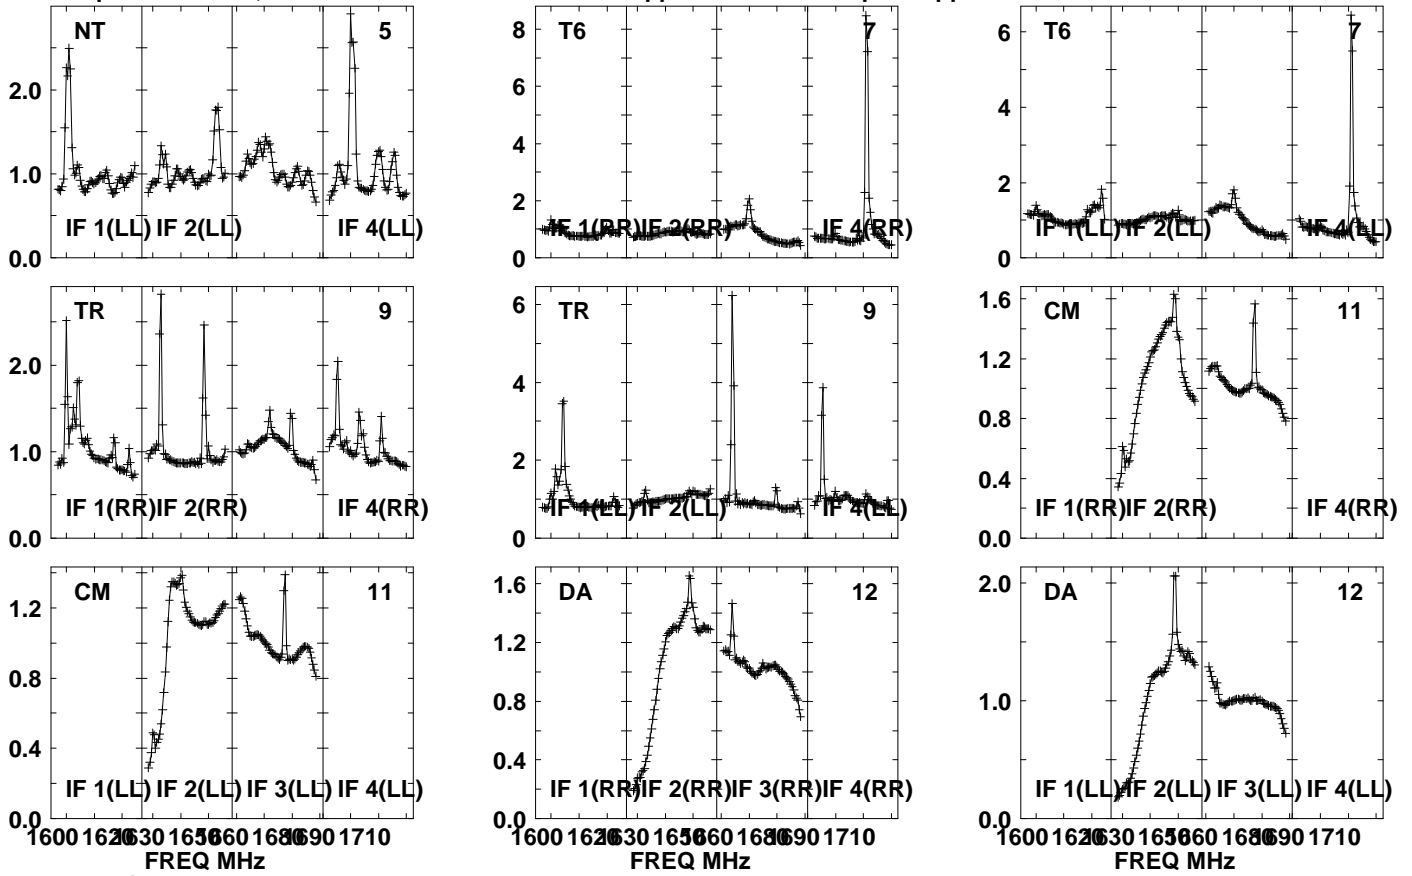 NT 5 T6 7 T6 7
2.0 8 6
1.0 6 4
0.0 4 2
2 0
0
IF 1(LL) IF 2(LL) IF 4(LL) IF 1(RR) IF 2(RR) IF 4(RR) IF 1(LL) IF 2(LL) IF 4(LL)
TR 9 TR 9 CM 11
2.0 6 1.6
1.0 4 1.2
0.0 2 0.8
0 0.4
0.0
IF 1(RR) IF 2(RR) IF 4(RR) IF 1(LL) IF 2(LL) IF 4(LL) IF 1(RR) IF 2(RR) IF 4(RR)
CM 11 DA 12 DA 12
1.2 1.6 2.0
0.8 1.2 1.0
0.4 0.8 0.0
0.0 0.4
0.0
IF 1(LL) IF 2(LL) IF 3(LL) IF 4(LL) IF 1(RR) IF 2(RR) IF 3(RR) IF 4(RR) IF 1(LL) IF 2(LL) IF 3(LL) IF 4(LL)
1600 1620 1630 1650 1660 1680 1690 1710 1600 1620 1630 1650 1660 1680 1690 1710 1600 1620 1630 1650 1660 1680 1690 1710
FREQ MHz FREQ MHz FREQ MHz